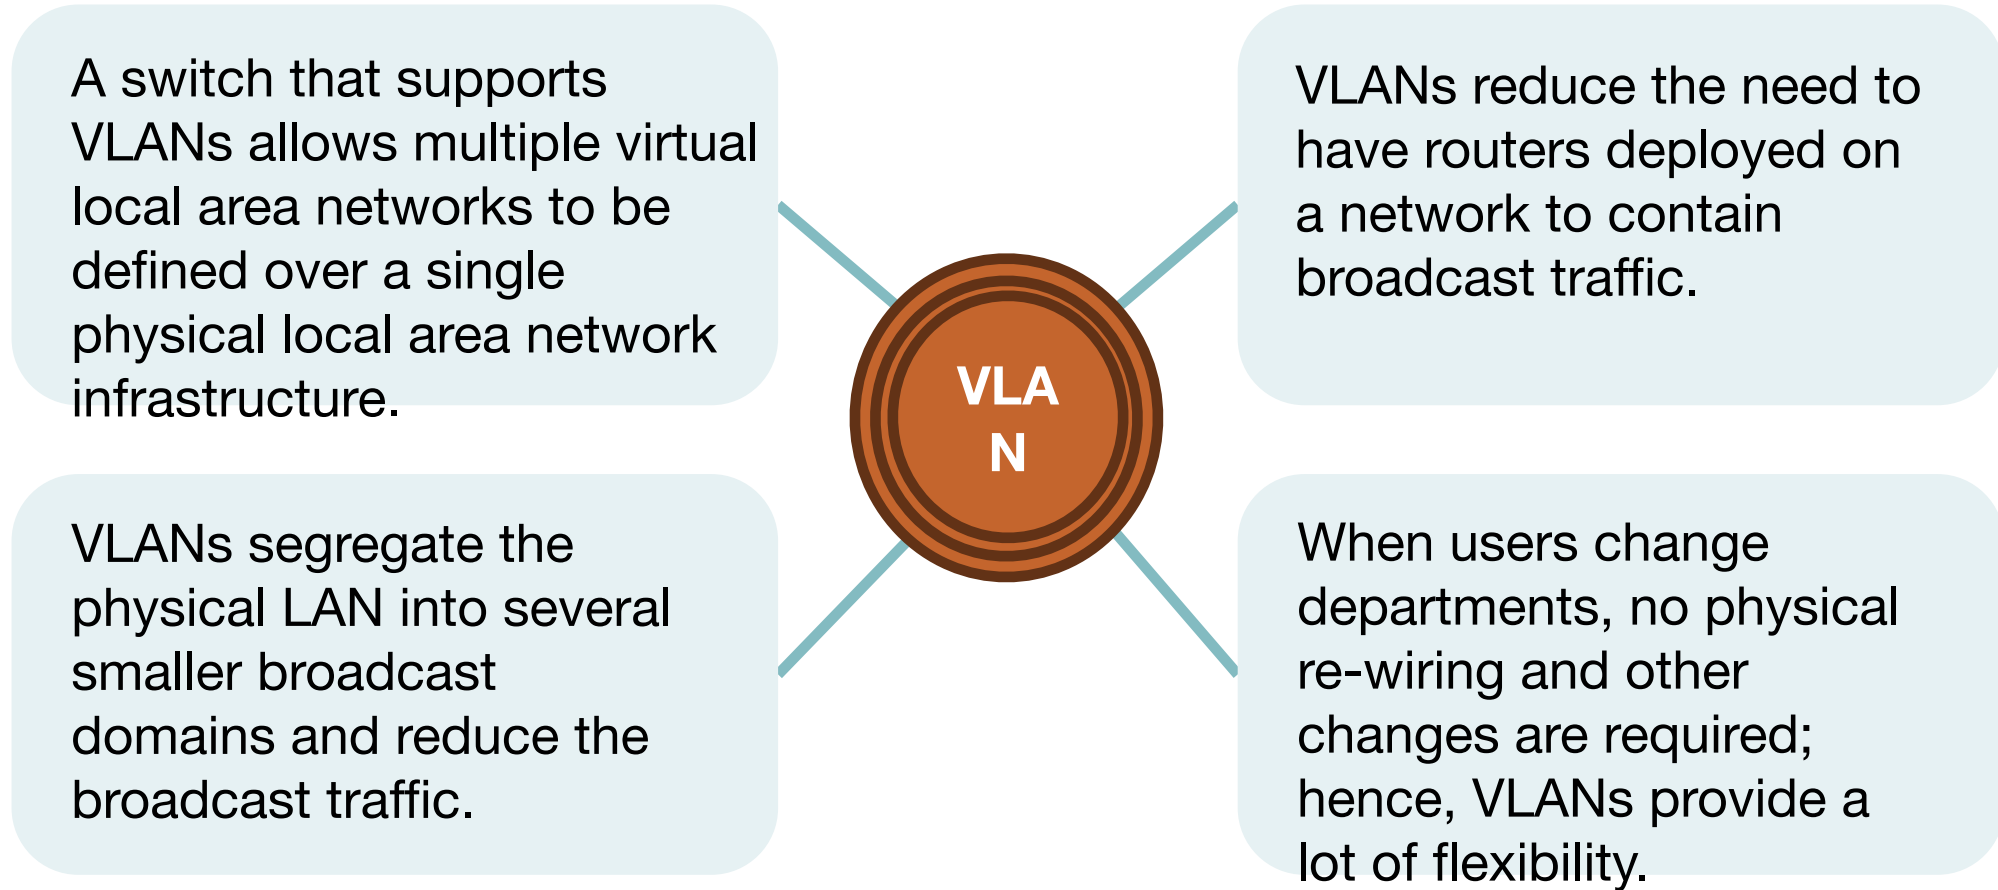 A switch that supports
VLANs allows multiple virtual
local area networks to be
defined over a single
physical local area network
infrastructure.
VLANs reduce the need to
have routers deployed on
a network to contain
broadcast traffic.
VLA
N
VLANs segregate the
physical LAN into several
smaller broadcast
domains and reduce the
broadcast traffic.
When users change
departments, no physical
re-wiring and other
changes are required;
hence, VLANs provide a
lot of flexibility.